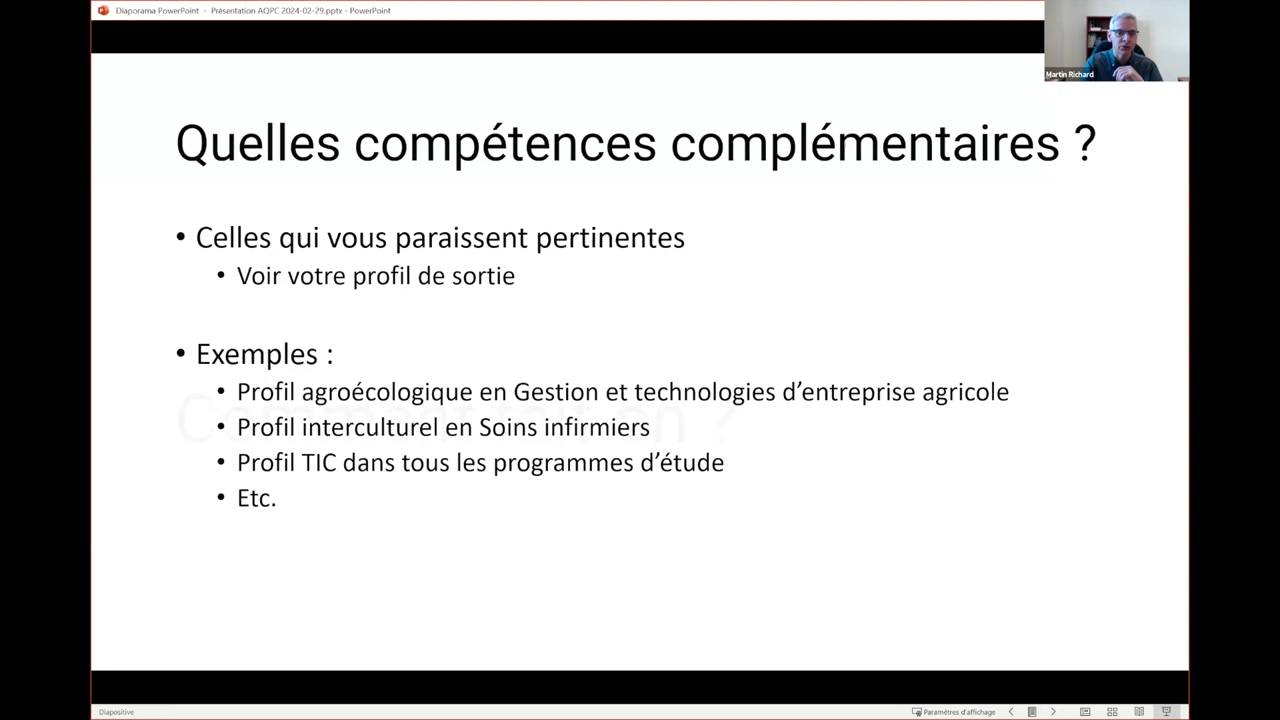 Diaporama PowerPoint - Présentation AQPC 2024-02-29.pptx - PowerPoint
Martin Richard
Quelles compétences complémentaires ?
• Celles qui vous paraissent pertinentes
• Voir votre profil de sortie
• Exemples :
• Profil agroécologique en Gestion et technologies d’entreprise agricole
• Profil interculturel en Soins infirmiers
• Profil TIC dans tous les programmes d’étude
• Etc.
Diapositive
Paramètres d'affichage